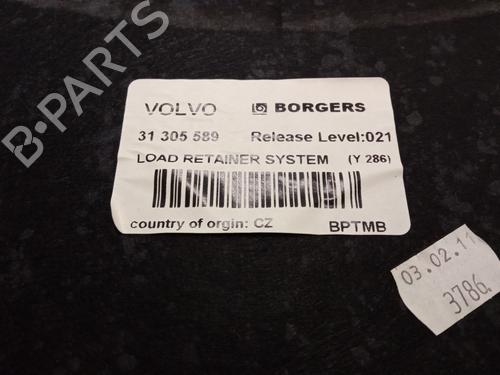 B-PARTS
VOLVO BORGERS
31 305 589 Release Level:021
LOAD RETAINER SYSTEM (Y 286)
country of orgin: CZ BPTMB
03.02.11
3786.